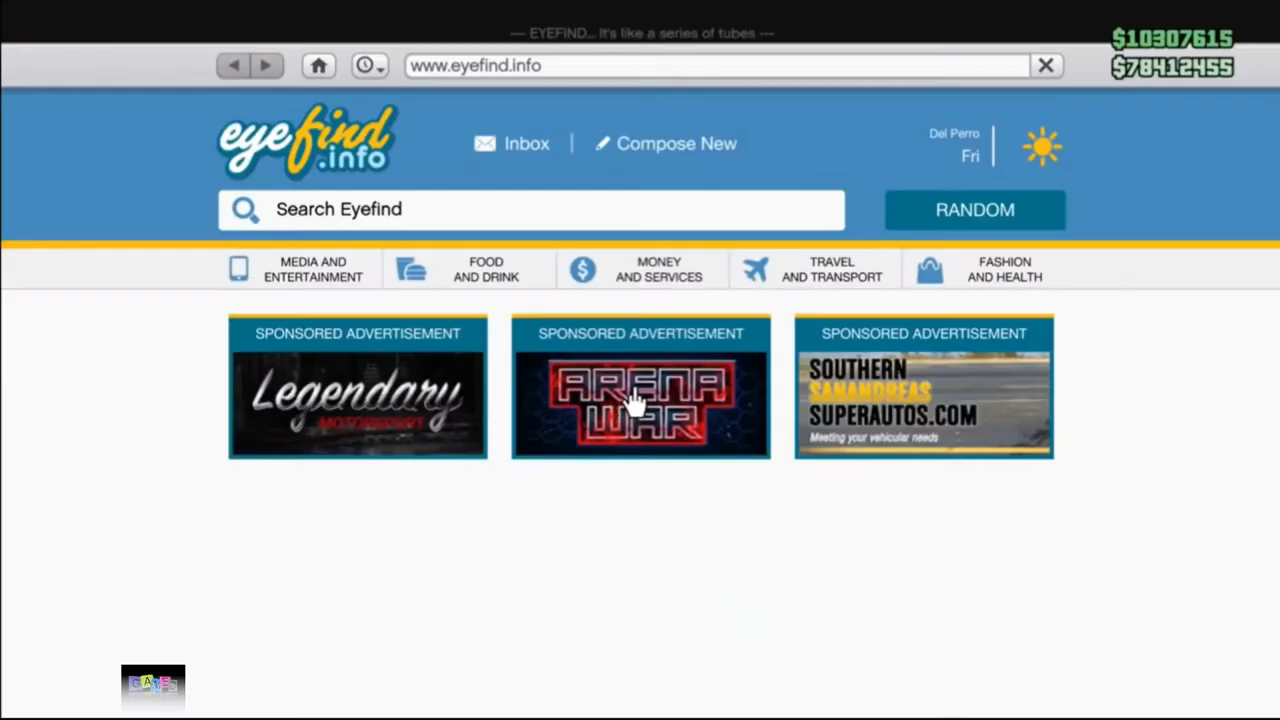 --- EYEFIND... It's like a series of tubes ---
$10307615
$78412455
www.eyefind.info
eyefind
.info
Inbox
Compose New
Del Perro
Fri
Search Eyefind
RANDOM
MEDIA AND
ENTERTAINMENT
FOOD
AND DRINK
MONEY
AND SERVICES
TRAVEL
AND TRANSPORT
FASHION
AND HEALTH
SPONSORED ADVERTISEMENT
Legendary
MOTORSPORT
SPONSORED ADVERTISEMENT
ARENA
WAR
SPONSORED ADVERTISEMENT
SOUTHERN
SANANDREAS
SUPERAUTOS.COM
Meeting your vehicular needs